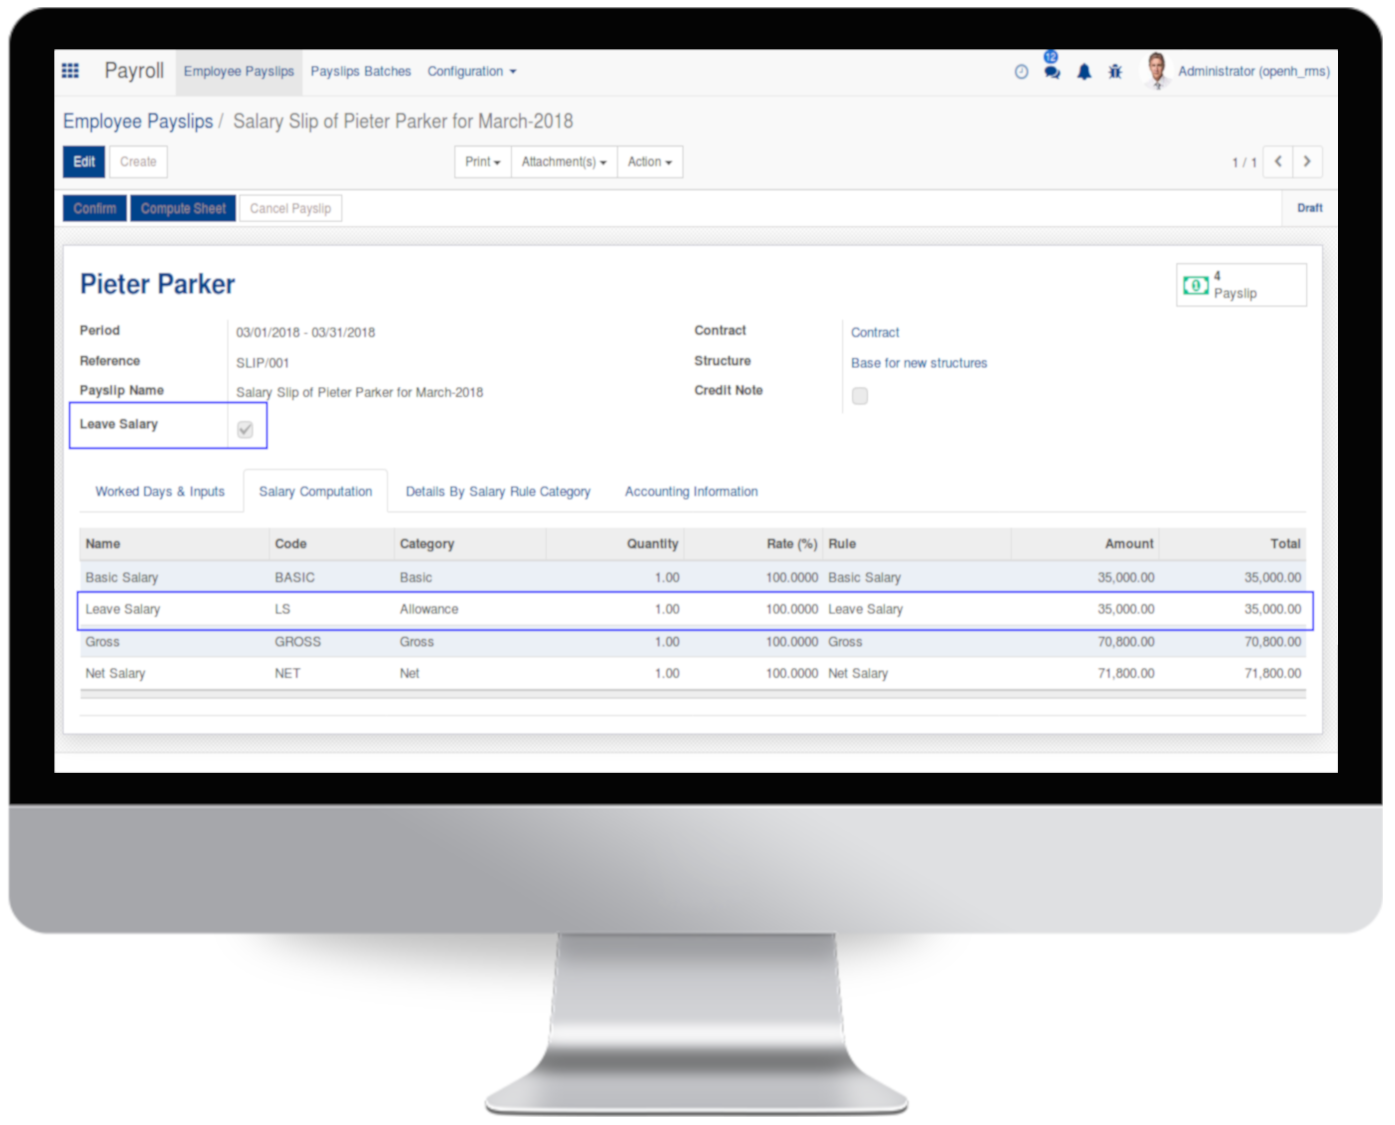 Payroll Employee Payslips Payslips Batches Configuration 12 Administrator (openh_rms)
Employee Payslips / Salary Slip of Pieter Parker for March-2018
Edit Create Print Attachment(s) Action 1 / 1
Confirm Compute Sheet Cancel Payslip Draft
Pieter Parker
4
Payslip
Period 03/01/2018 - 03/31/2018 Contract Contract
Reference SLIP/001 Structure Base for new structures
Payslip Name Salary Slip of Pieter Parker for March-2018 Credit Note
Leave Salary
Worked Days & Inputs Salary Computation Details By Salary Rule Category Accounting Information
Name Code Category Quantity Rate (%) Rule Amount Total
Basic Salary BASIC Basic 1.00 100.0000 Basic Salary 35,000.00 35,000.00
Leave Salary LS Allowance 1.00 100.0000 Leave Salary 35,000.00 35,000.00
Gross GROSS Gross 1.00 100.0000 Gross 70,800.00 70,800.00
Net Salary NET Net 1.00 100.0000 Net Salary 71,800.00 71,800.00